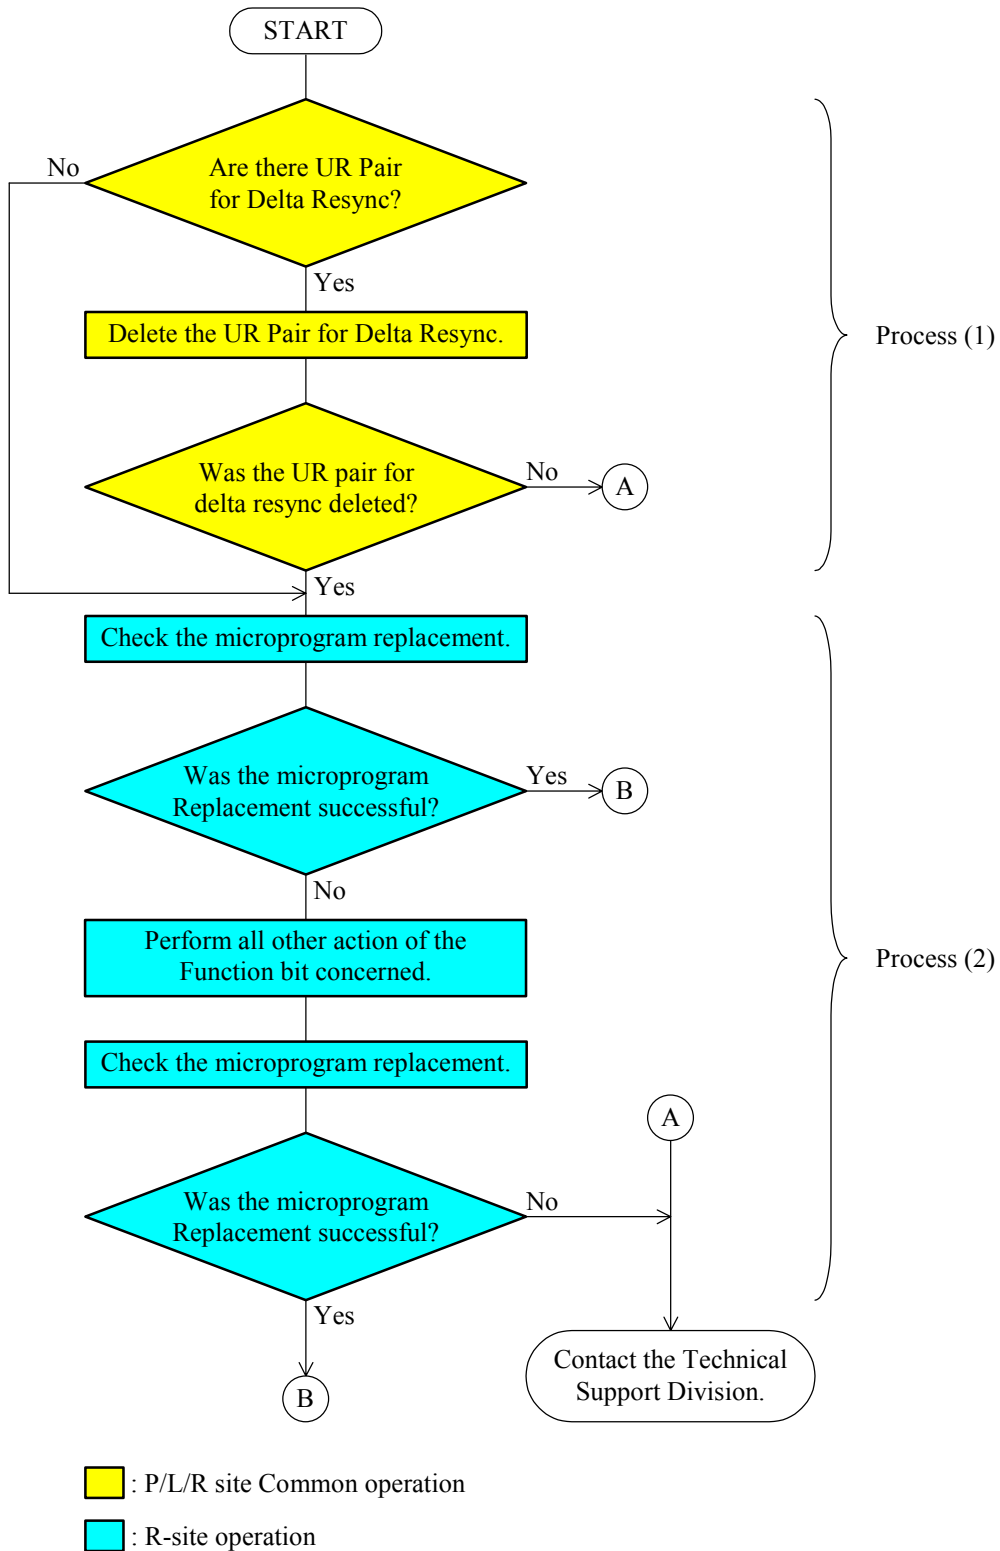 START
No
Are there UR Pair
for Delta Resync?
Yes
Delete the UR Pair for Delta Resync.
Process (1)
Was the UR pair for
delta resync deleted?
No
A
Yes
Check the microprogram replacement.
Was the microprogram
Replacement successful?
Yes
B
No
Perform all other action of the
Function bit concerned.
Process (2)
Check the microprogram replacement.
A
Was the microprogram
Replacement successful?
No
Yes
Contact the Technical
Support Division.
B
: P/L/R site Common operation
: R-site operation